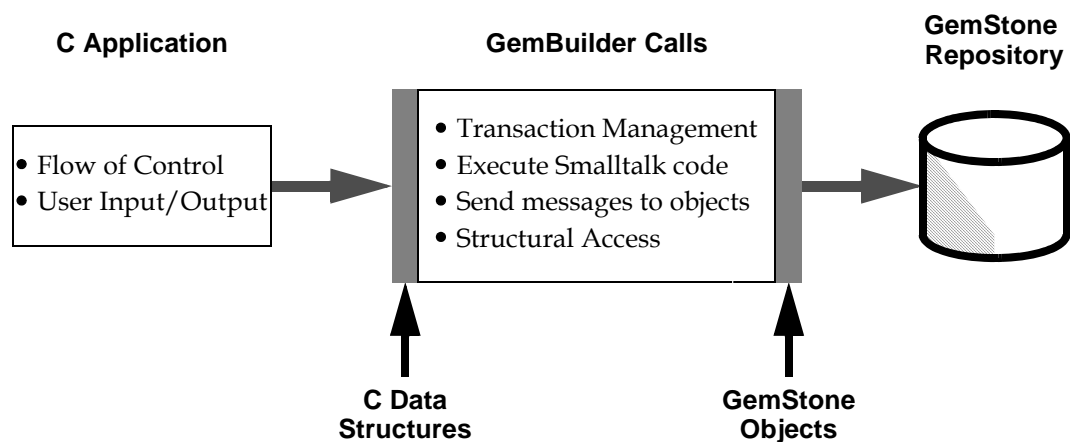 C Application
GemBuilder Calls
GemStone
Repository
• Flow of Control
• User Input/Output
• Transaction Management
• Execute Smalltalk code
• Send messages to objects
• Structural Access
C Data
Structures
GemStone
Objects